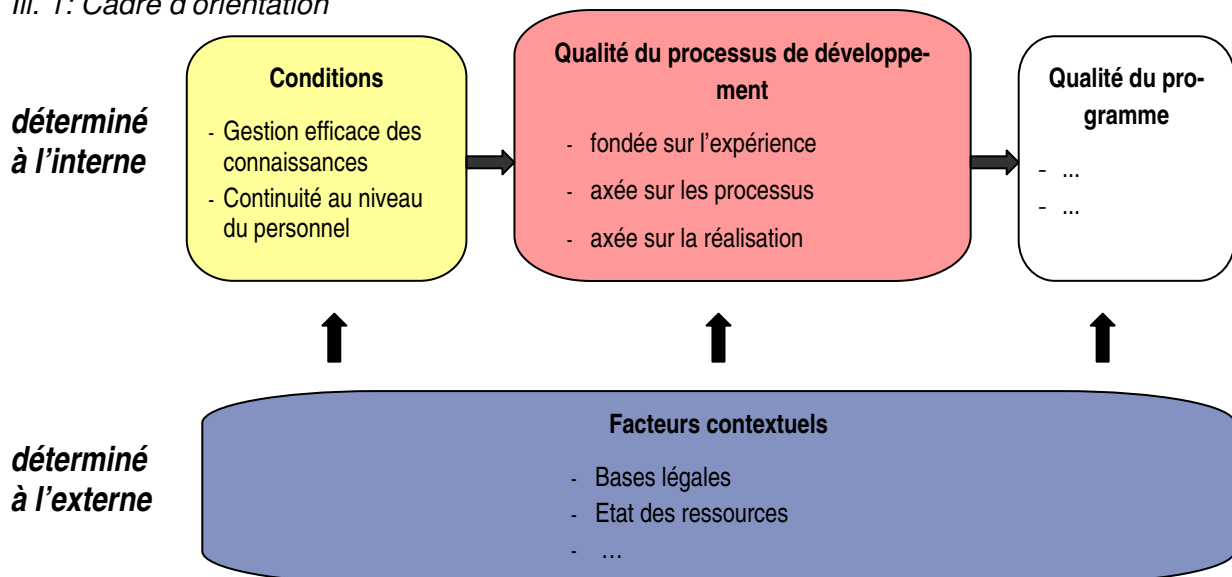 Ill. 1: Cadre d'orientation
déterminé
à l'interne
Conditions
- Gestion efficace des
connaissances
- Continuité au niveau
du personnel
Qualité du processus de développe-
ment
- fondée sur l'expérience
- axée sur les processus
- axée sur la réalisation
Qualité du pro-
gramme
- ...
- ...
déterminé
à l'externe
Facteurs contextuels
- Bases légales
- Etat des ressources
- …